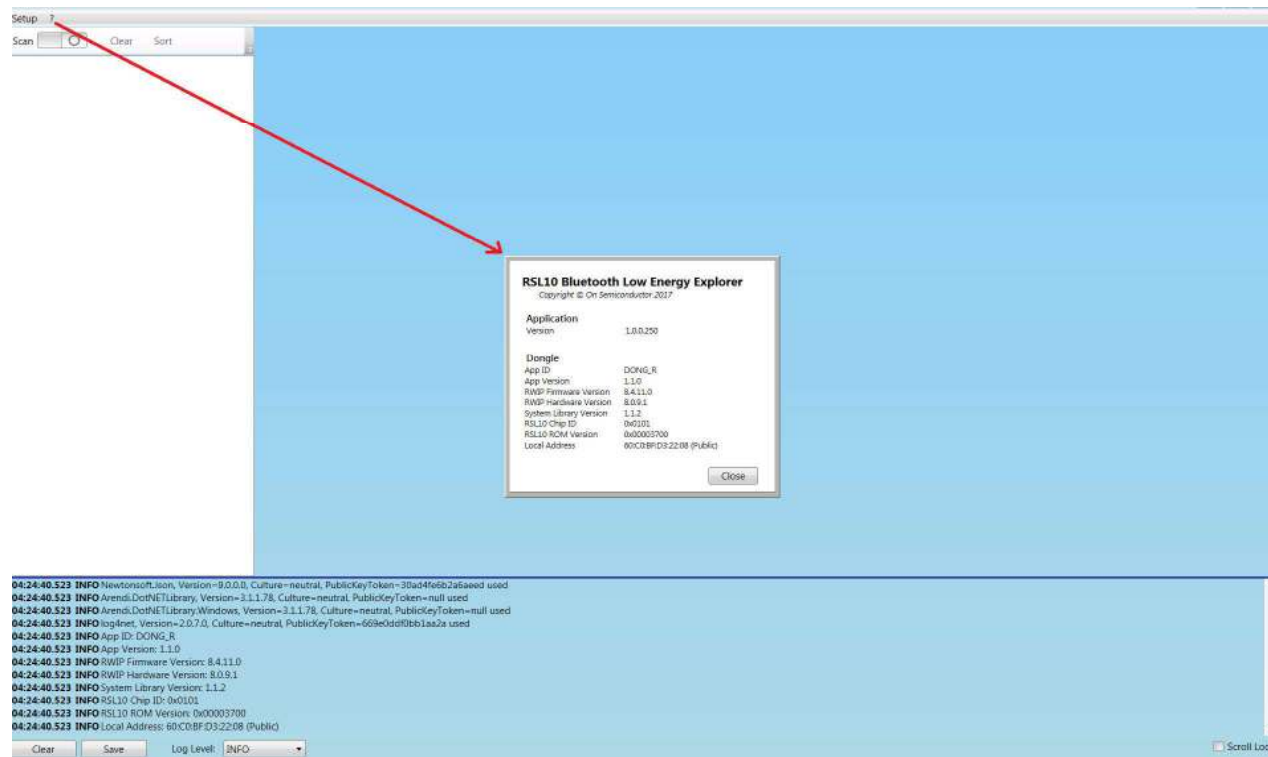 Setup ?
Scan Clear Sort
RSL10 Bluetooth Low Energy Explorer
Copyright © On Semiconductor 2017
Application
Version 1.0.0.250
Dongle
App ID DONG_R
App Version 1.1.0
RWIP Firmware Version 8.4.11.0
RWIP Hardware Version 8.0.9.1
System Library Version 1.1.2
RSL10 Chip ID 0x0101
RSL10 ROM Version 0x00003700
Local Address 60:C0:BF:D3:22:08 (Public)
Close
04:24:40.523 INFO Newtonsoft.Json, Version=9.0.0.0, Culture=neutral, PublicKeyToken=30ad4fe6b2a6aeed used
04:24:40.523 INFO Arendi.DotNETLibrary, Version=3.1.1.78, Culture=neutral, PublicKeyToken=null used
04:24:40.523 INFO Arendi.DotNETLibrary.Windows, Version=3.1.1.78, Culture=neutral, PublicKeyToken=null used
04:24:40.523 INFO log4net, Version=2.0.7.0, Culture=neutral, PublicKeyToken=669e0ddf0bb1aa2a used
04:24:40.523 INFO App ID: DONG_R
04:24:40.523 INFO App Version: 1.1.0
04:24:40.523 INFO RWIP Firmware Version: 8.4.11.0
04:24:40.523 INFO RWIP Hardware Version: 8.0.9.1
04:24:40.523 INFO System Library Version: 1.1.2
04:24:40.523 INFO RSL10 Chip ID: 0x0101
04:24:40.523 INFO RSL10 ROM Version: 0x00003700
04:24:40.523 INFO Local Address: 60:C0:BF:D3:22:08 (Public)
Clear Save Log Level: INFO Scroll Loc